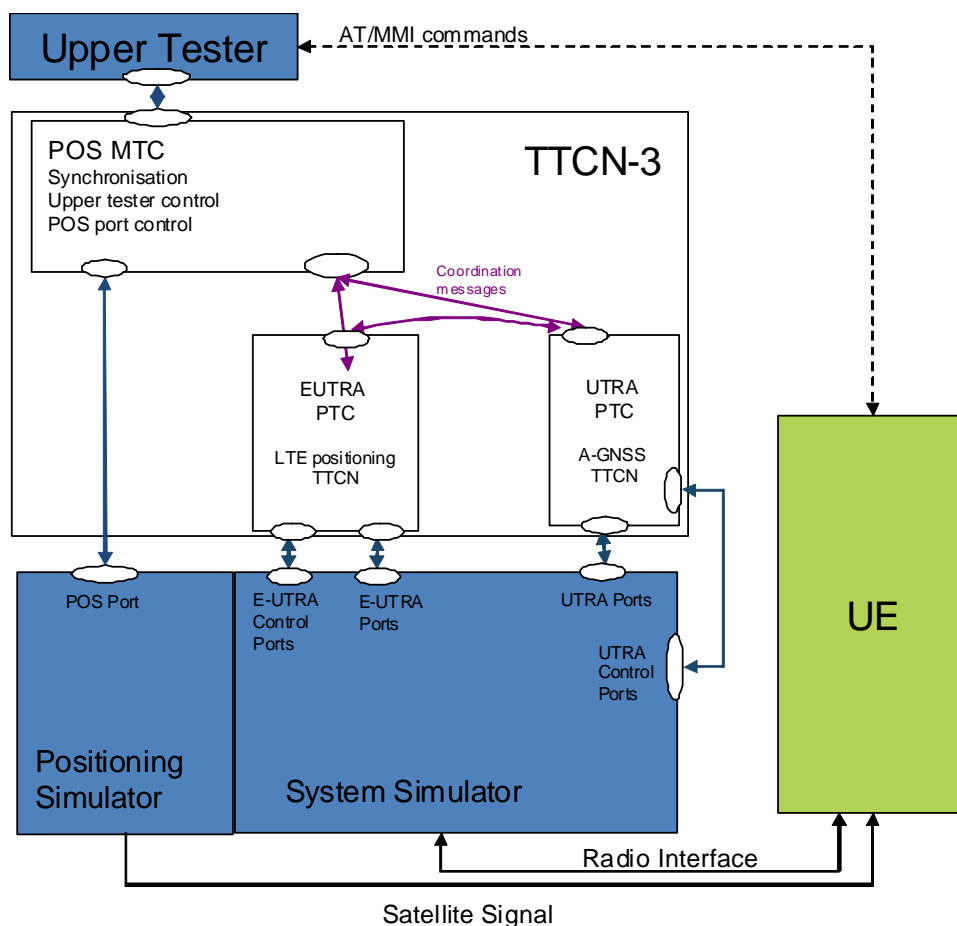 Upper Tester
AT/MMI commands
POS MTC
Synchronisation
Upper tester control
POS port control
TTCN-3
Coordination
messages
EUTRA
PTC
LTE positioning
TTCN
UTRA
PTC
A-GNSS
TTCN
POS Port
E-UTRA
Control
Ports
E-UTRA
Ports
UTRA Ports
UTRA
Control
Ports
UE
Positioning
Simulator
System Simulator
Radio Interface
Satellite Signal